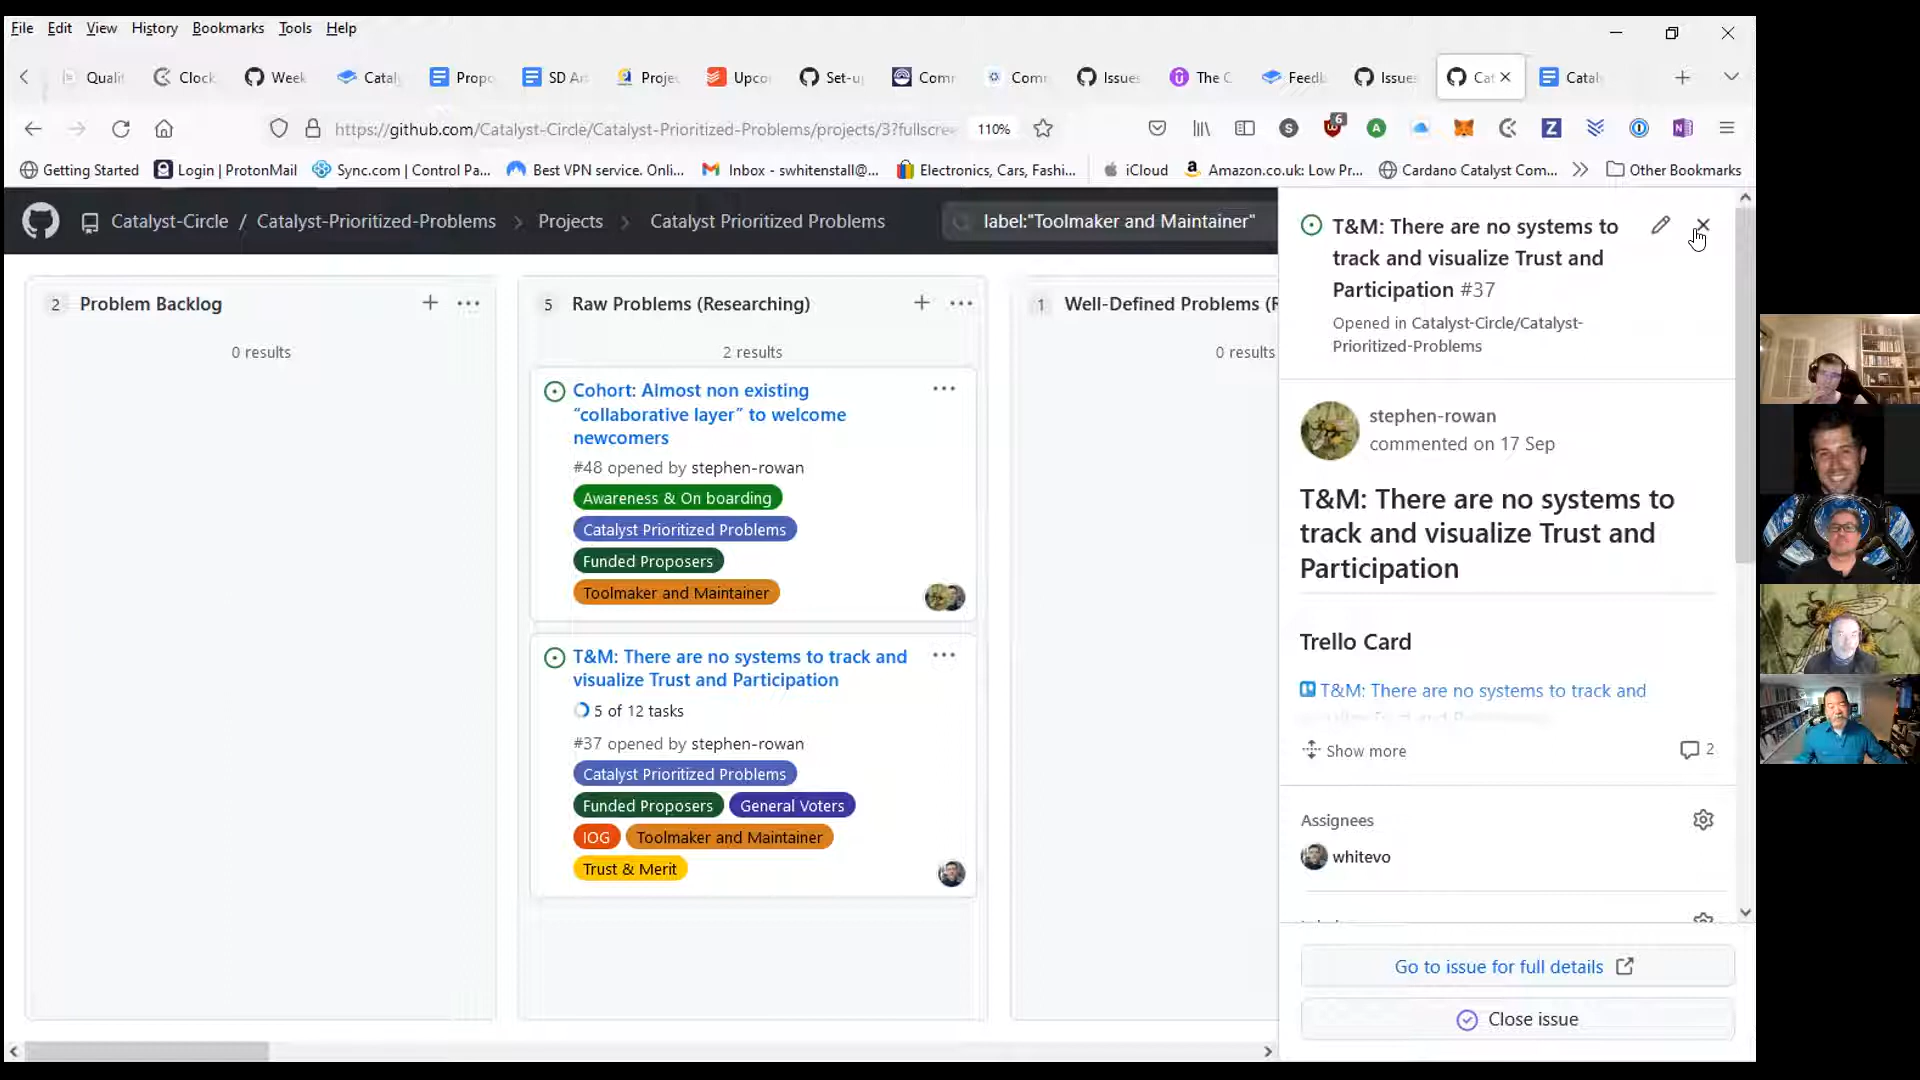 File Edit View History Bookmarks Tools Help
Quali Clock Week Cataly Propo SD Ar Projec Upco Set-u Comr Comr Issues The C Feedb Issues Cat Catal
https://github.com/Catalyst-Circle/Catalyst-Prioritized-Problems/projects/3?fullscre 110% S 6 A Z
Getting Started Login | ProtonMail Sync.com | Control Pa... Best VPN service. Onli... Inbox - swhitenstall@... Electronics, Cars, Fashi... iCloud Amazon.co.uk: Low Pr... Cardano Catalyst Com... Other Bookmarks
Catalyst-Circle / Catalyst-Prioritized-Problems > Projects > Catalyst Prioritized Problems label:"Toolmaker and Maintainer"
2 Problem Backlog
0 results
5 Raw Problems (Researching)
2 results
Cohort: Almost non existing
“collaborative layer” to welcome
newcomers
#48 opened by stephen-rowan
Awareness & On boarding
Catalyst Prioritized Problems
Funded Proposers
Toolmaker and Maintainer
T&M: There are no systems to track and
visualize Trust and Participation
5 of 12 tasks
#37 opened by stephen-rowan
Catalyst Prioritized Problems
Funded Proposers General Voters
IOG Toolmaker and Maintainer
Trust & Merit
1 Well-Defined Problems (R
0 results
T&M: There are no systems to
track and visualize Trust and
Participation #37
Opened in Catalyst-Circle/Catalyst-
Prioritized-Problems
stephen-rowan
commented on 17 Sep
T&M: There are no systems to
track and visualize Trust and
Participation
Trello Card
T&M: There are no systems to track and
Show more 2
Assignees
whitevo
Go to issue for full details
Close issue